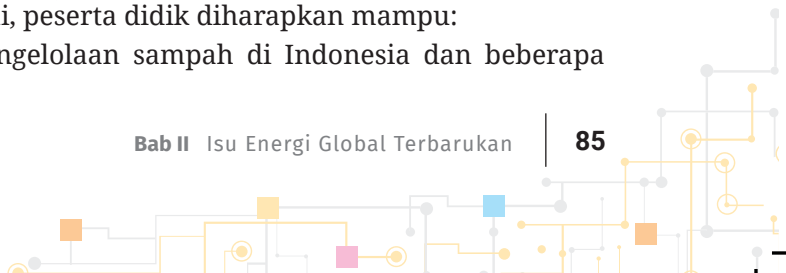 i, peserta didik diharapkan mampu:
ngelolaan sampah di Indonesia dan beberapa
Bab II Isu Energi Global Terbarukan 85